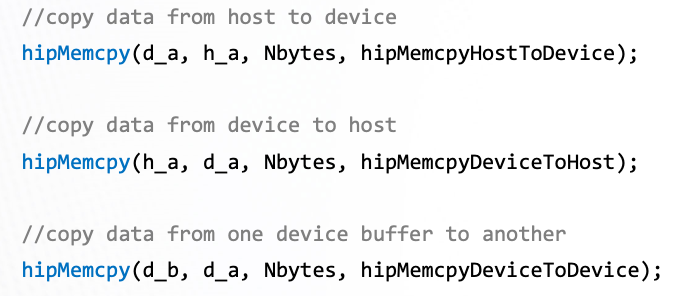 //copy data from host to device
hipMemcpy(d_a, h_a, Nbytes, hipMemcpyHostToDevice);
//copy data from device to host
hipMemcpy(h_a, d_a, Nbytes, hipMemcpyDeviceToHost);
//copy data from one device buffer to another
hipMemcpy(d_b, d_a, Nbytes, hipMemcpyDeviceToDevice);